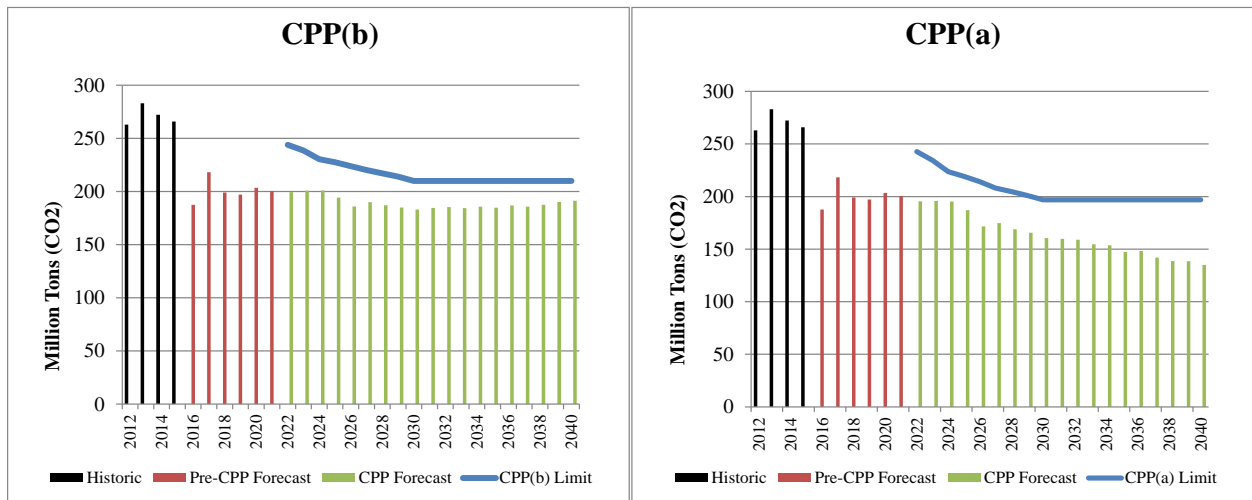 CPP(b)
Million Tons (CO2)
300
250
200
150
100
50
0
2012 2014 2016 2018 2020 2022 2024 2026 2028 2030 2032 2034 2036 2038 2040
Historic Pre-CPP Forecast CPP Forecast CPP(b) Limit
CPP(a)
Million Tons (CO2)
300
250
200
150
100
50
0
2012 2014 2016 2018 2020 2022 2024 2026 2028 2030 2032 2034 2036 2038 2040
Historic Pre-CPP Forecast CPP Forecast CPP(a) Limit